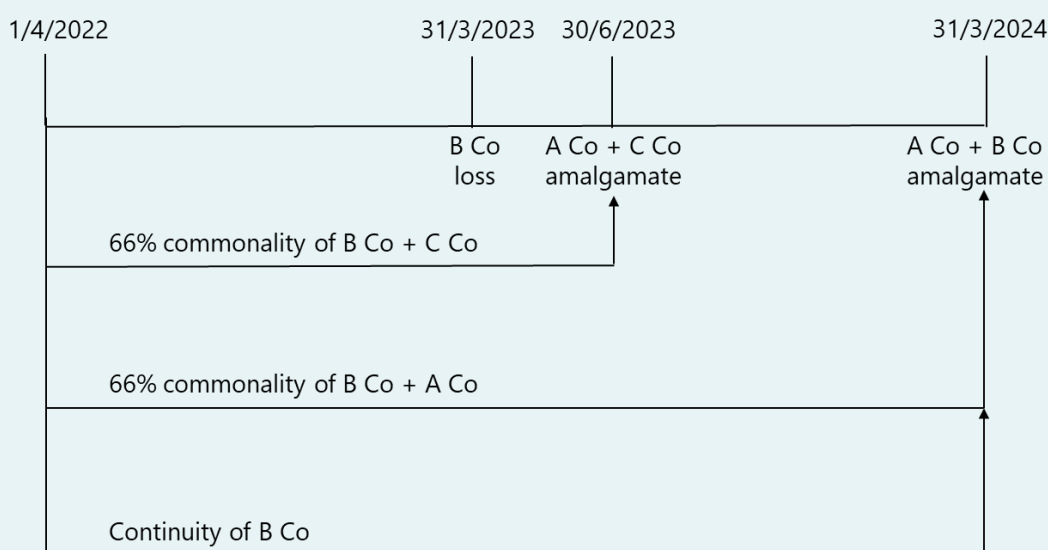 1/4/2022 31/3/2023 30/6/2023 31/3/2024
B Co A Co + C Co A Co + B Co
loss amalgamate amalgamate
66% commonality of B Co + C Co
66% commonality of B Co + A Co
Continuity of B Co